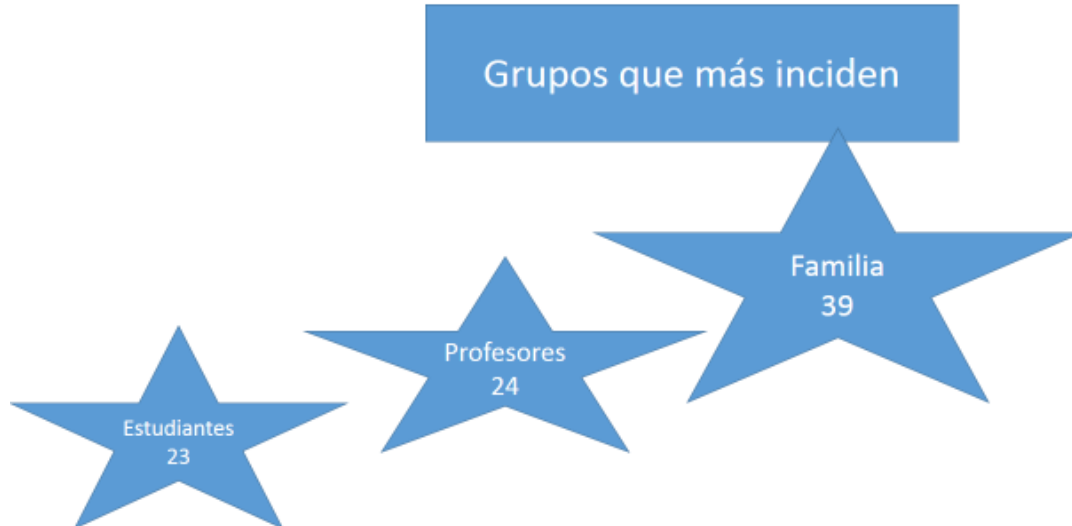 Grupos que más inciden
Familia
39
Profesores
24
Estudiantes
23